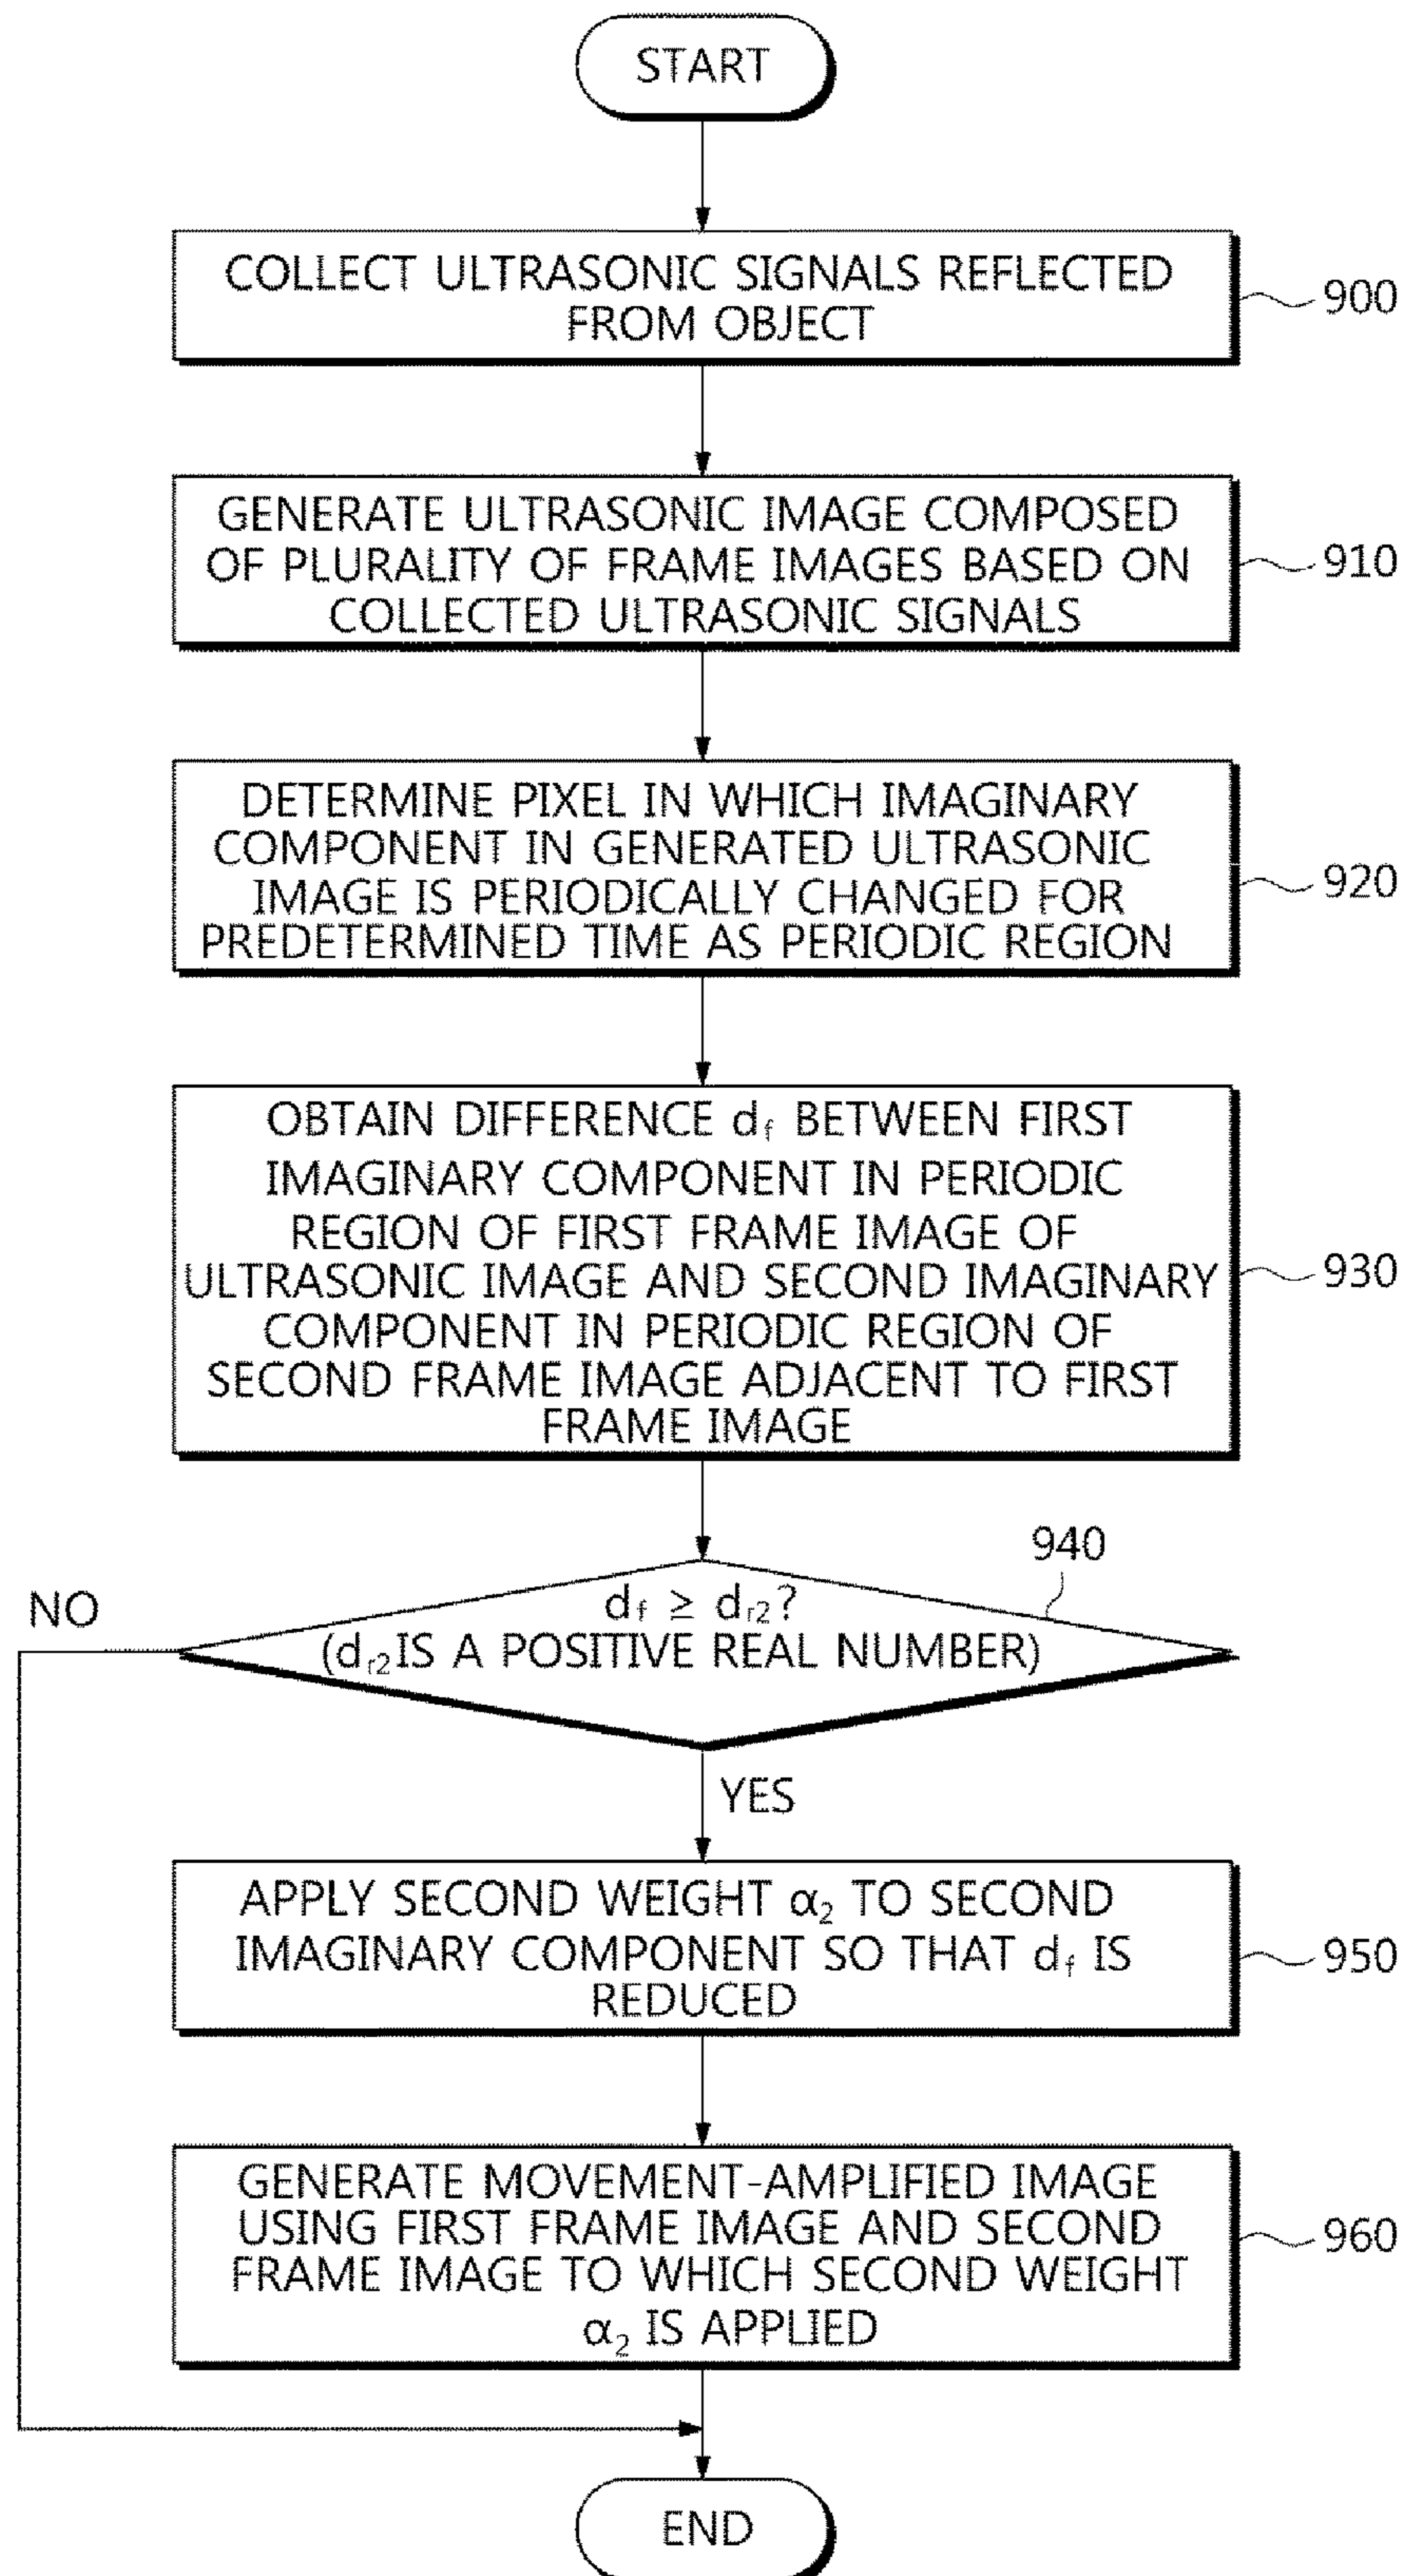 START
COLLECT ULTRASONIC SIGNALS REFLECTED
FROM OBJECT
900
GENERATE ULTRASONIC IMAGE COMPOSED
OF PLURALITY OF FRAME IMAGES BASED ON
COLLECTED ULTRASONIC SIGNALS
910
DETERMINE PIXEL IN WHICH IMAGINARY
COMPONENT IN GENERATED ULTRASONIC
IMAGE IS PERIODICALLY CHANGED FOR
PREDETERMINED TIME AS PERIODIC REGION
920
OBTAIN DIFFERENCE df BETWEEN FIRST
IMAGINARY COMPONENT IN PERIODIC
REGION OF FIRST FRAME IMAGE OF
ULTRASONIC IMAGE AND SECOND IMAGINARY
COMPONENT IN PERIODIC REGION OF
SECOND FRAME IMAGE ADJACENT TO FIRST
FRAME IMAGE
930
940
NO
df ≥ dr2?
(dr2 IS A POSITIVE REAL NUMBER)
YES
APPLY SECOND WEIGHT α2 TO SECOND
IMAGINARY COMPONENT SO THAT df IS
REDUCED
950
GENERATE MOVEMENT-AMPLIFIED IMAGE
USING FIRST FRAME IMAGE AND SECOND
FRAME IMAGE TO WHICH SECOND WEIGHT
α2 IS APPLIED
960
END